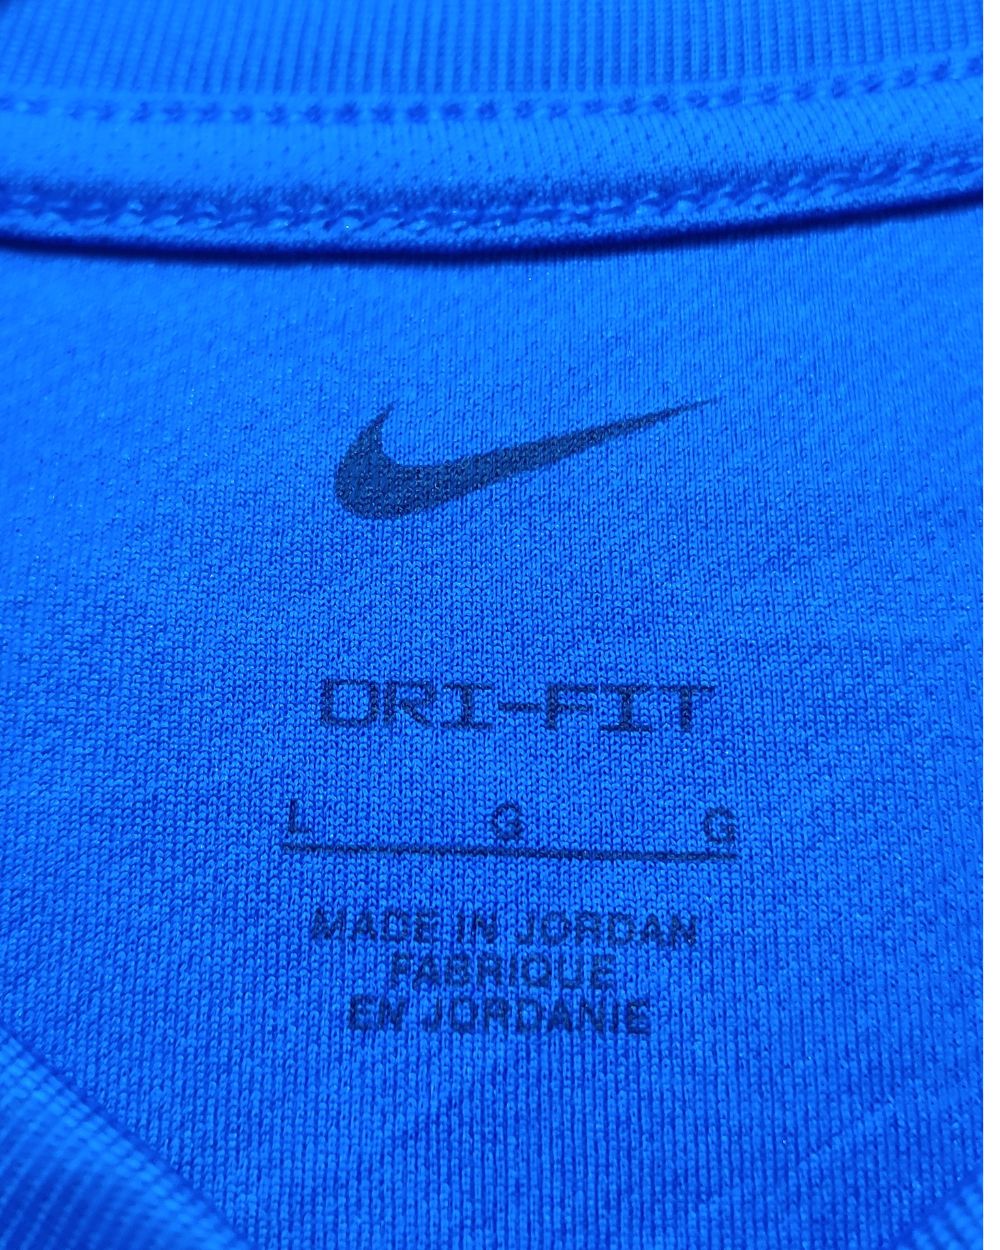 DRI-FIT
L G G
MADE IN JORDAN
FABRIQUE
EN JORDANIE